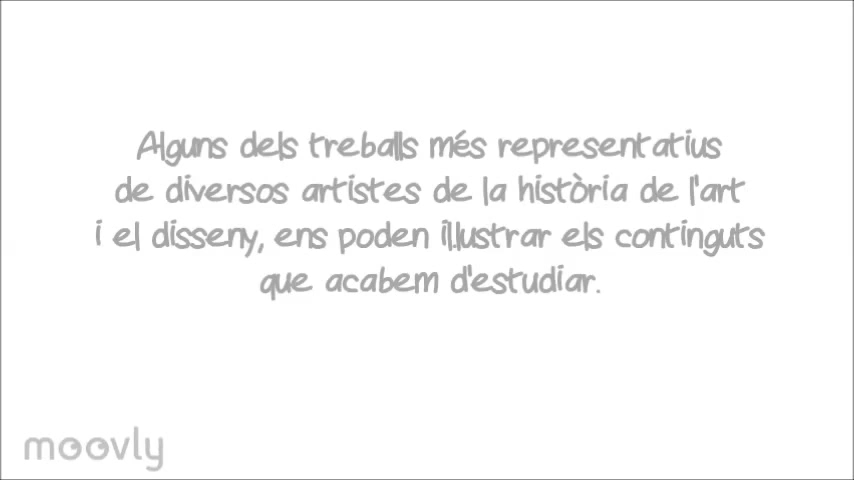 Alguns dels treballs més representatius
de diversos artistes de la història de l'art
i el disseny, ens poden il.lustrar els continguts
que acabem d'estudiar.
moovly